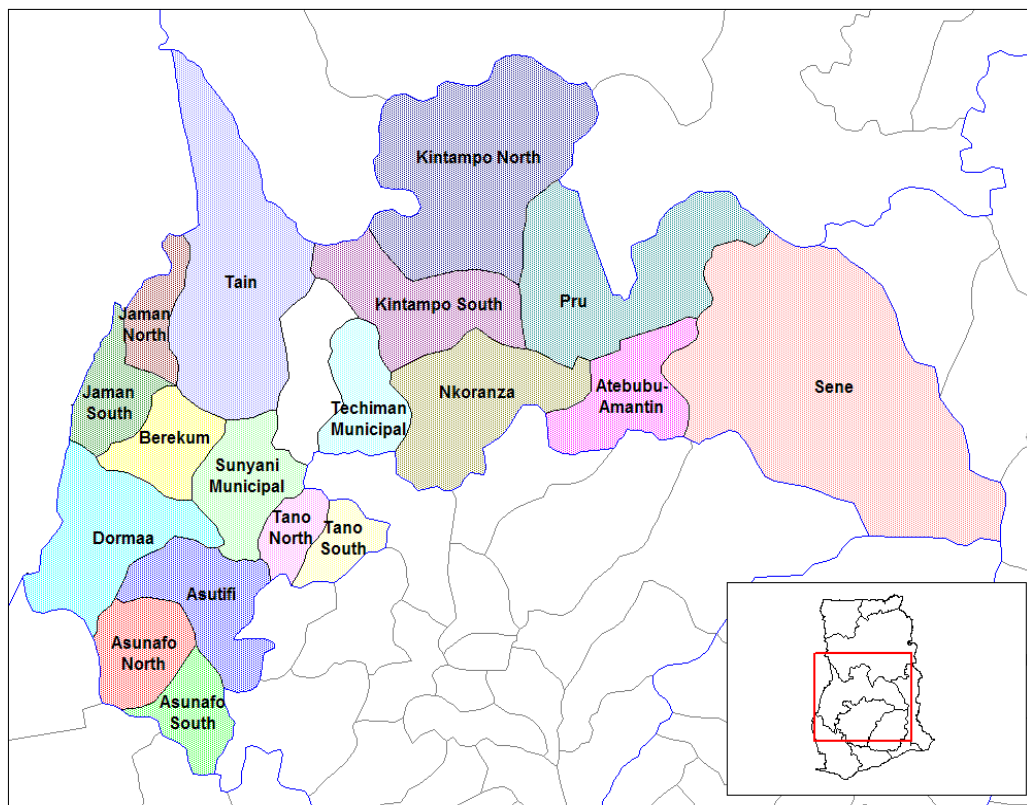 Kintampo North
Tain
Kintampo South
Pru
Jaman
North
Jaman
South
Nkoranza
Atebubu-
Amantin
Sene
Techiman
Municipal
Berekum
Sunyani
Municipal
Tano
North
Tano
South
Dormaa
Asutifi
Asunafo
North
Asunafo
South